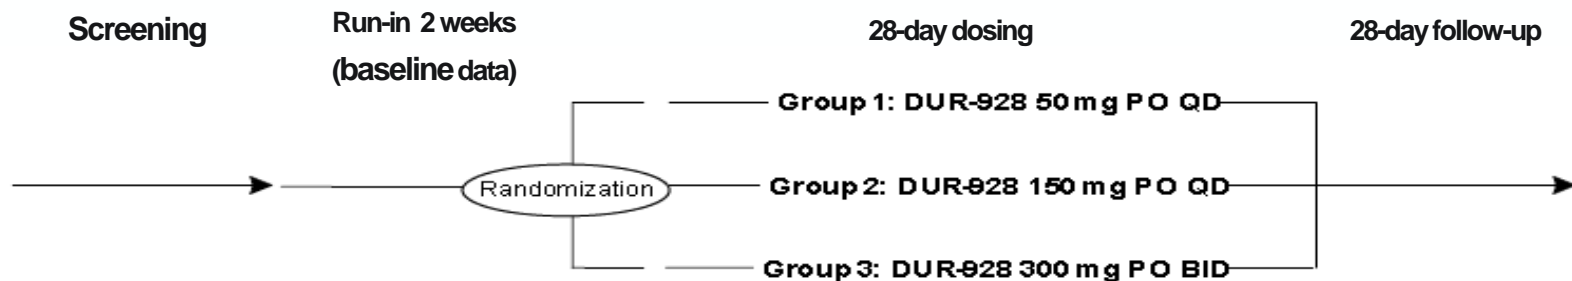 Screening
Run-in 2 weeks
(baseline data)
28-day dosing
28-day follow-up
Group 1: DUR-928 50 mg PO QD
Randomization
Group 2: DUR-928 150 mg PO QD
Group 3: DUR-928 300 mg PO BID